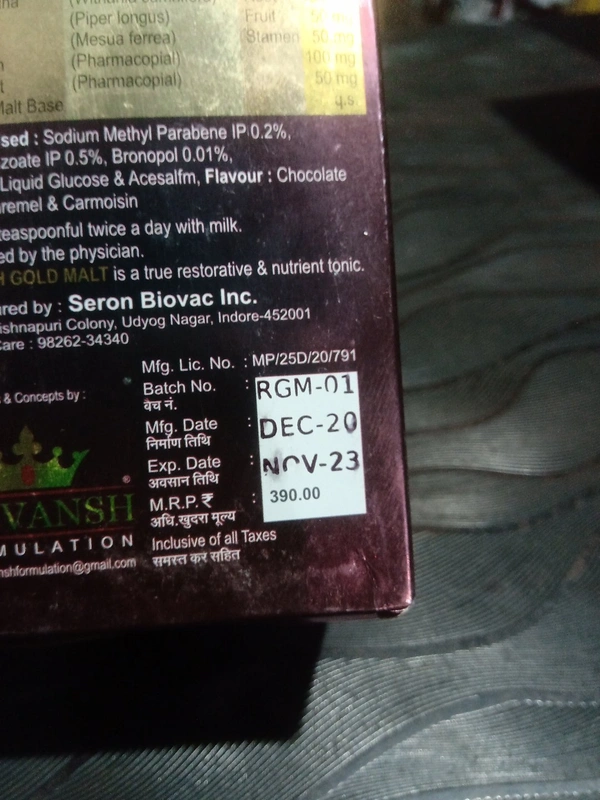 (Piper longus) Fruit
(Mesua ferrea) Stamen 50 mg
(Pharmacopial) 100 mg
(Pharmacopial) 50 mg
Malt Base q.s.
sed : Sodium Methyl Parabene IP 0.2%,
zoate IP 0.5%, Bronopol 0.01%,
Liquid Glucose & Acesalfm, Flavour : Chocolate
remel & Carmoisin
teaspoonful twice a day with milk.
ed by the physician.
H GOLD MALT is a true restorative & nutrient tonic.
ured by : Seron Biovac Inc.
ishnapuri Colony, Udyog Nagar, Indore-452001
Care : 98262-34340
& Concepts by :
VANSH
MULATION
nshformulation@gmail.com
Mfg. Lic. No. : MP/25D/20/791
Batch No. : RGM-01
बेच नं.
Mfg. Date : DEC-20
निर्माण तिथि
Exp. Date : NOV-23
अवसान तिथि
M.R.P. ₹ : 390.00
अधि.खुदरा मूल्य
Inclusive of all Taxes
समस्त कर सहित